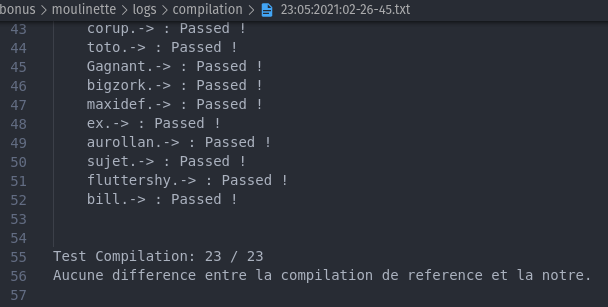 bonus > moulinette > logs > compilation > 23:05:2021:02-26-45.txt
43 corup.-> : Passed !
44 toto.-> : Passed !
45 Gagnant.-> : Passed !
46 bigzork.-> : Passed !
47 maxidef.-> : Passed !
48 ex.-> : Passed !
49 aurollan.-> : Passed !
50 sujet.-> : Passed !
51 fluttershy.-> : Passed !
52 bill.-> : Passed !
53
54
55 Test Compilation: 23 / 23
56 Aucune difference entre la compilation de reference et la notre.
57